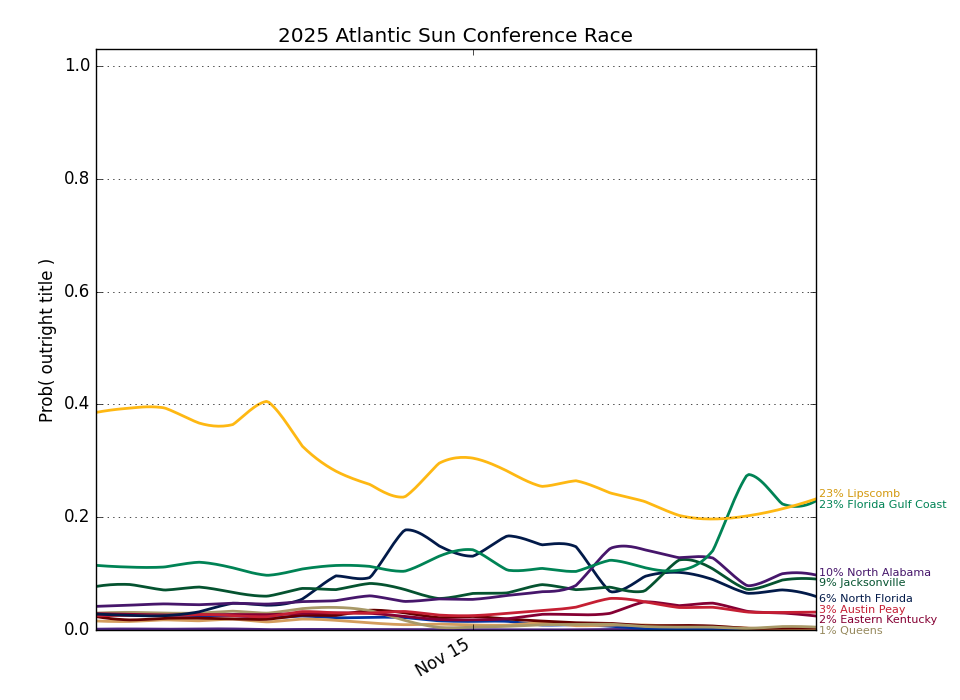 2025 Atlantic Sun Conference Race
Prob( outright title )
1.0
0.8
0.6
0.4
0.2
0.0
Nov 15
23% Lipscomb
23% Florida Gulf Coast
10% North Alabama
9% Jacksonville
6% North Florida
3% Austin Peay
2% Eastern Kentucky
1% Queens